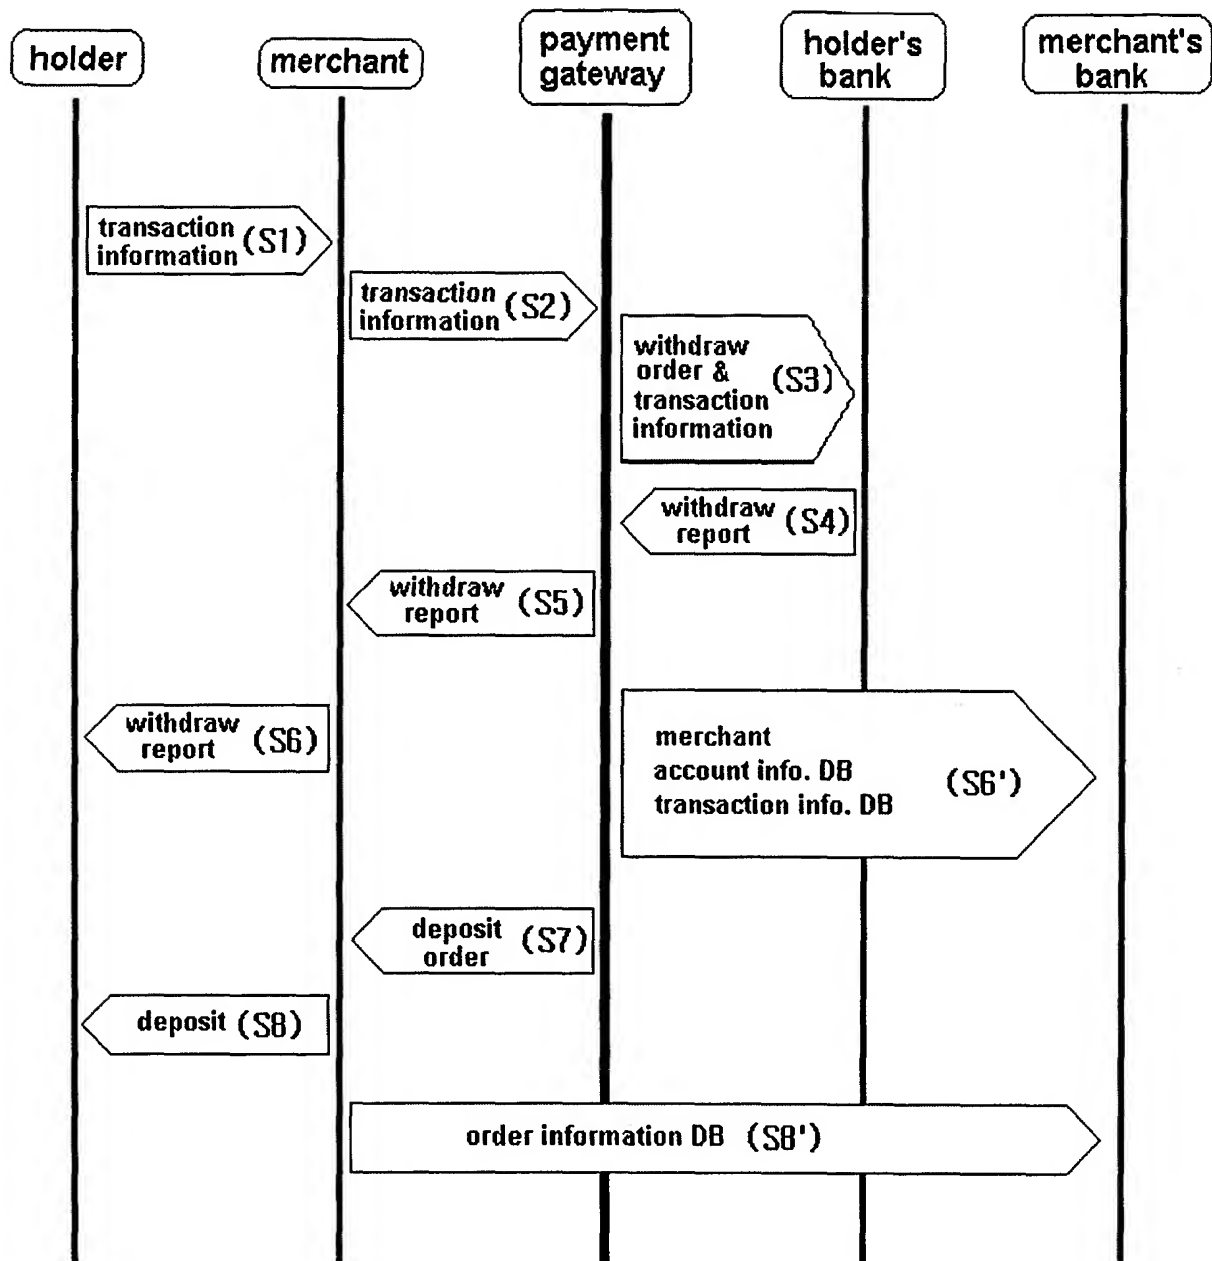 holder
merchant
payment
gateway
holder's
bank
merchant's
bank
transaction
information (S1)
transaction
information (S2)
withdraw
order & (S3)
transaction
information
withdraw
report (S4)
withdraw
report (S5)
withdraw
report (S6)
merchant
account info. DB (S6')
transaction info. DB
deposit
order (S7)
deposit (S8)
order information DB (S8')